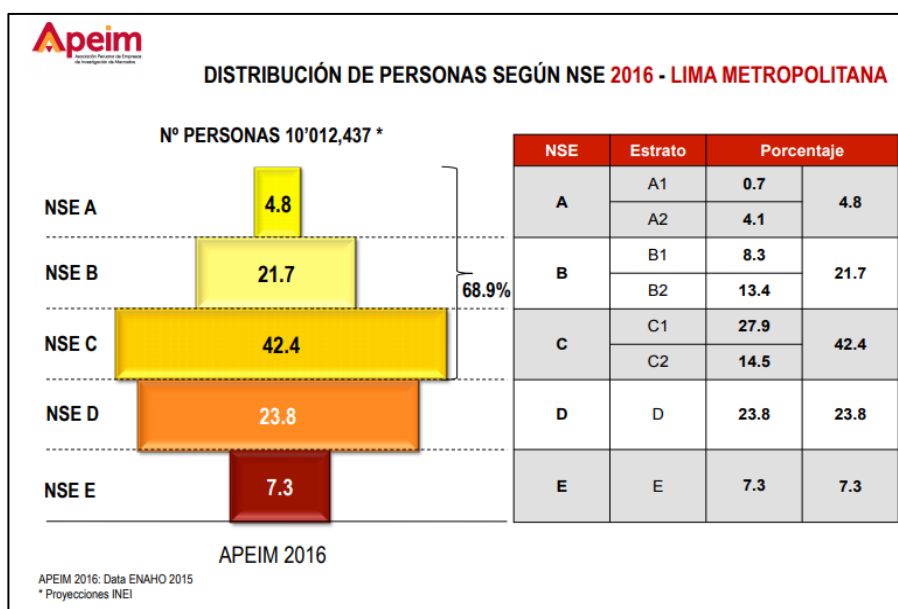 Apeim
Asociación Peruana de Empresas
de Investigación de Mercados
DISTRIBUCIÓN DE PERSONAS SEGÚN NSE 2016 - LIMA METROPOLITANA
Nº PERSONAS 10’012,437 *
NSE A
4.8
NSE B
21.7
68.9%
NSE C
42.4
NSE D
23.8
NSE E
7.3
APEIM 2016
NSE Estrato Porcentaje
A A1 0.7 4.8
A2 4.1
B B1 8.3 21.7
B2 13.4
C C1 27.9 42.4
C2 14.5
D D 23.8 23.8
E E 7.3 7.3
APEIM 2016: Data ENAHO 2015
* Proyecciones INEI